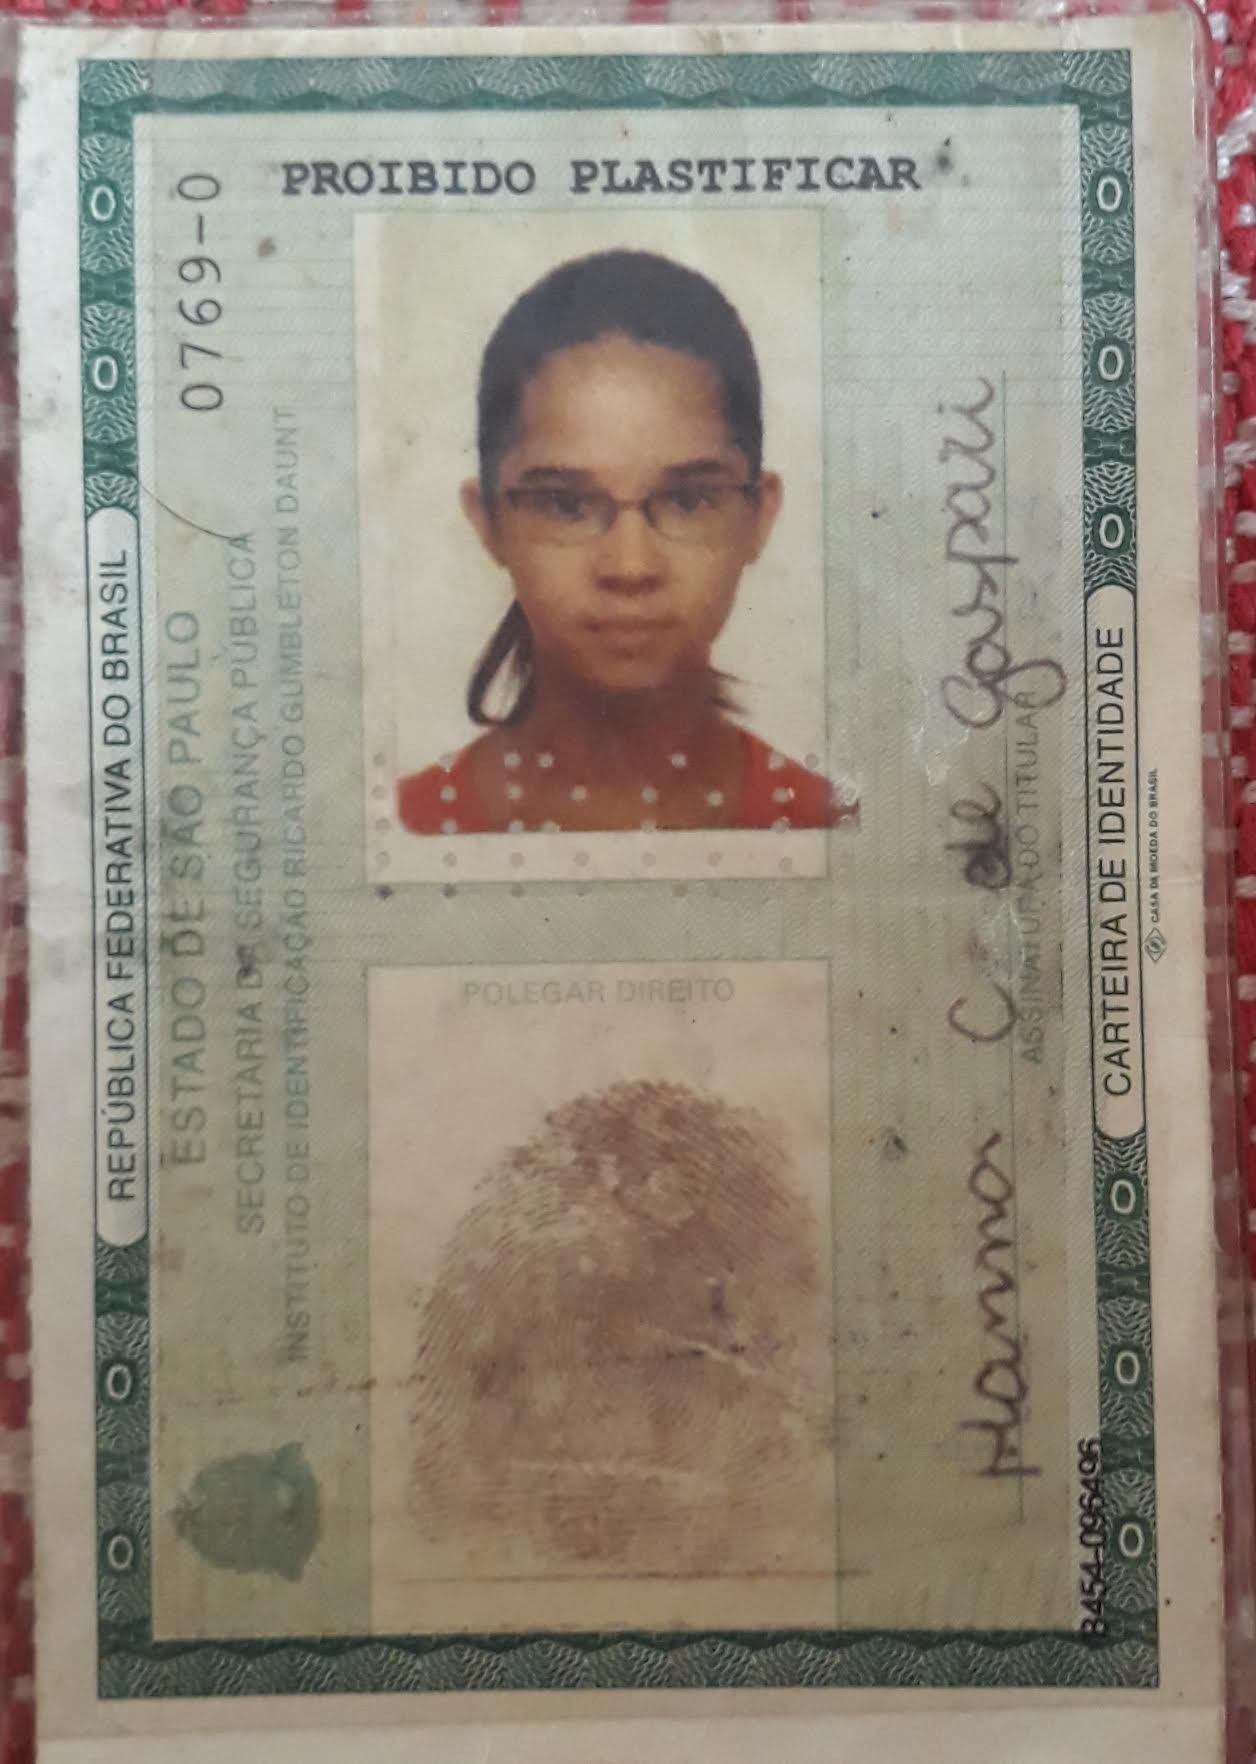 REPÚBLICA FEDERATIVA DO BRASIL
ESTADO DE SÃO PAULO
0769-0
SECRETARIA DA SEGURANÇA PÚBLICA
INSTITUTO DE IDENTIFICAÇÃO RICARDO GUMBLETON DAUNT
PROIBIDO PLASTIFICAR
POLEGAR DIREITO
Hanna C de Gaspari
ASSINATURA DO TITULAR
B454-096496
CARTEIRA DE IDENTIDADE
CASA DA MOEDA DO BRASIL